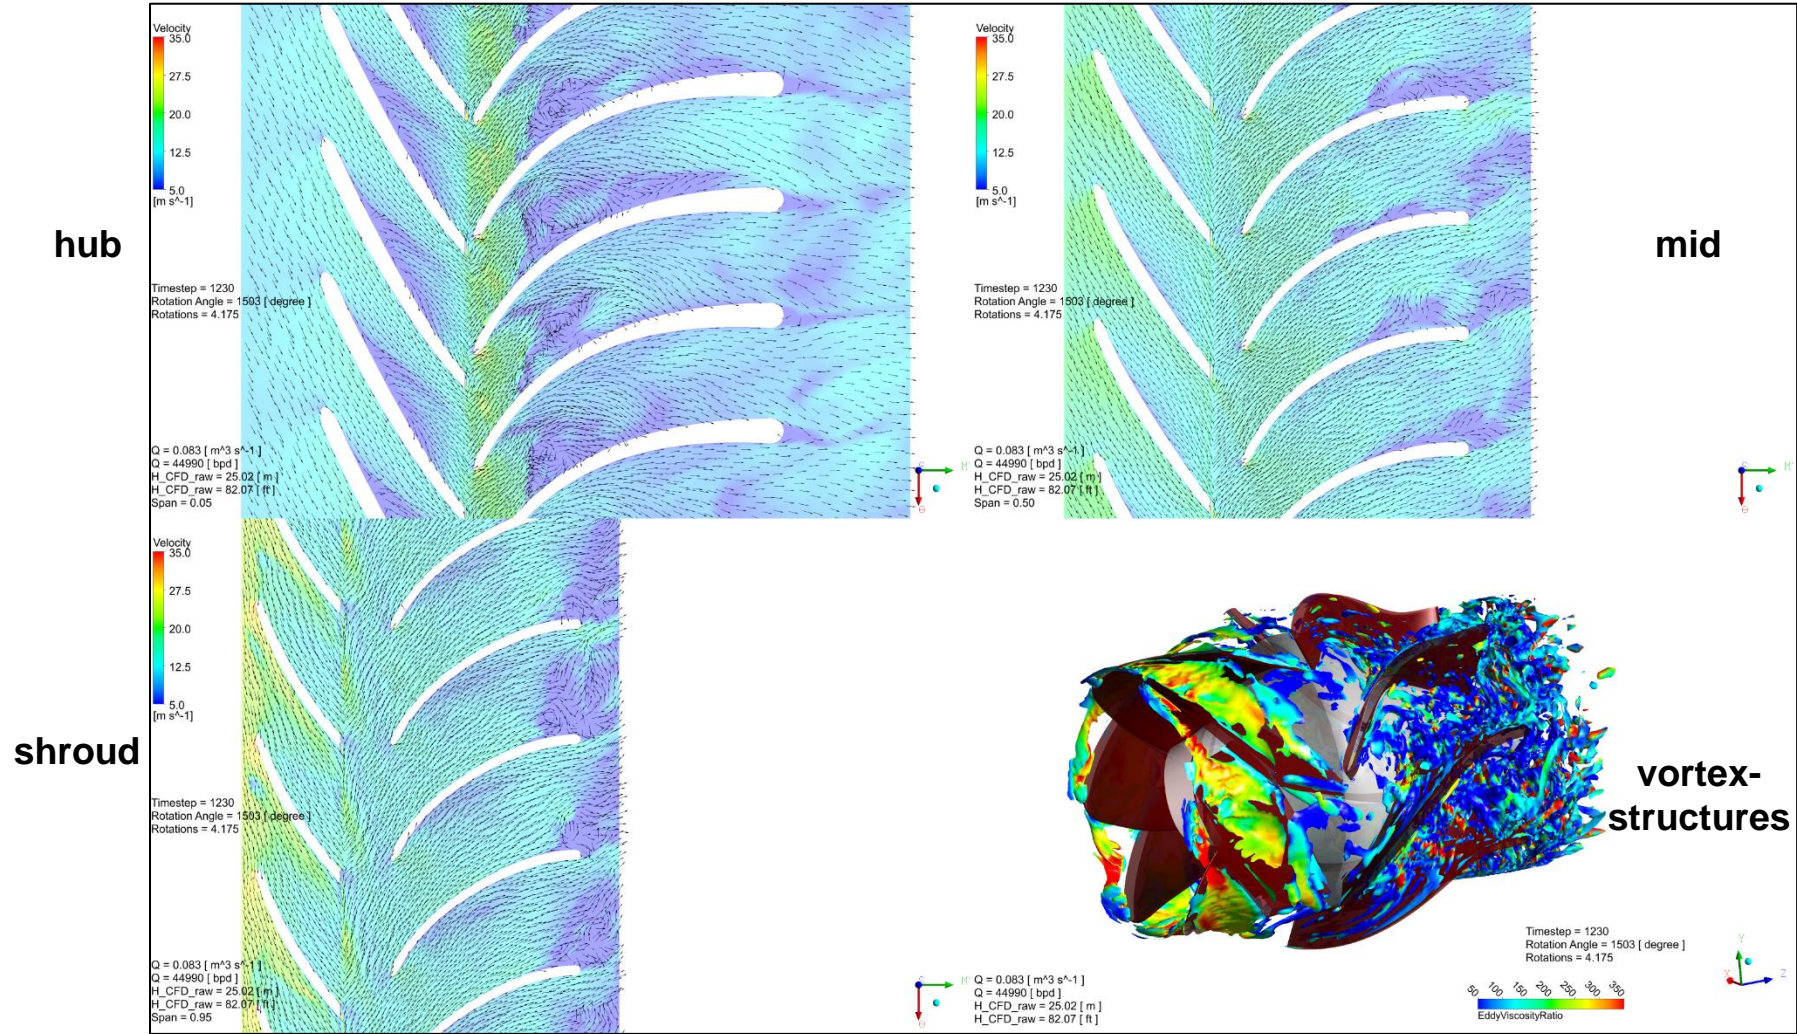 hub
Velocity
35.0
27.5
20.0
12.5
5.0
[m s^-1]
Timestep = 1230
Rotation Angle = 1503 [ degree ]
Rotations = 4.175
Q = 0.083 [ m^3 s^-1 ]
Q = 44990 [ bpd ]
H_CFD_raw = 25.02 [ m ]
H_CFD_raw = 82.07 [ ft ]
Span = 0.05
mid
Velocity
35.0
27.5
20.0
12.5
5.0
[m s^-1]
Timestep = 1230
Rotation Angle = 1503 [ degree ]
Rotations = 4.175
Q = 0.083 [ m^3 s^-1 ]
Q = 44990 [ bpd ]
H_CFD_raw = 25.02 [ m ]
H_CFD_raw = 82.07 [ ft ]
Span = 0.50
shroud
Velocity
35.0
27.5
20.0
12.5
5.0
[m s^-1]
Timestep = 1230
Rotation Angle = 1503 [ degree ]
Rotations = 4.175
Q = 0.083 [ m^3 s^-1 ]
Q = 44990 [ bpd ]
H_CFD_raw = 25.02 [ m ]
H_CFD_raw = 82.07 [ ft ]
Span = 0.95
vortex-
structures
Q = 0.083 [ m^3 s^-1 ]
Q = 44990 [ bpd ]
H_CFD_raw = 25.02 [ m ]
H_CFD_raw = 82.07 [ ft ]
Timestep = 1230
Rotation Angle = 1503 [ degree ]
Rotations = 4.175
50 100 150 200 250 300 350
EddyViscosityRatio
Y
X
Z